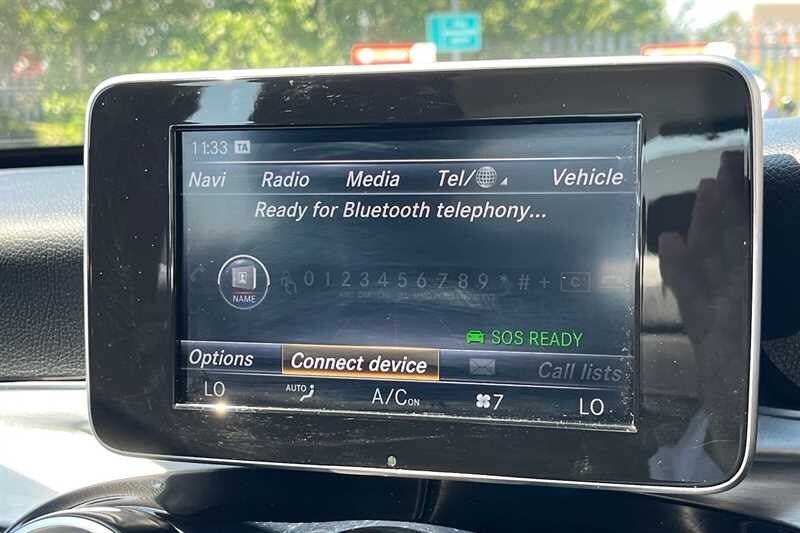 11:33 TA
Navi Radio Media Tel/ Vehicle
Ready for Bluetooth telephony...
0 1 2 3 4 5 6 7 8 9 * # + C
NAME
SOS READY
Options Connect device Call lists
LO AUTO A/C ON 7 LO